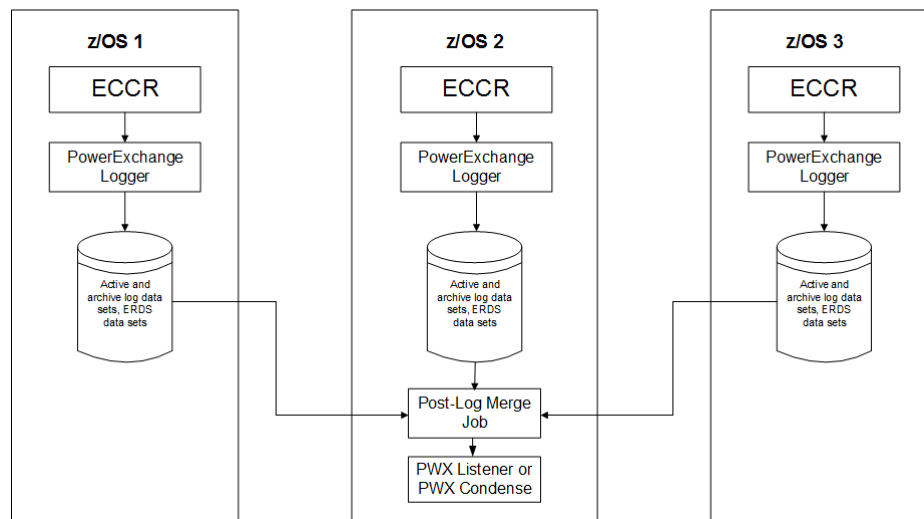 z/OS 1
ECCR
PowerExchange
Logger
Active and
archive log data
sets, ERDS
data sets
z/OS 2
ECCR
PowerExchange
Logger
Active and
archive log data
sets, ERDS
data sets
Post-Log Merge
Job
PWX Listener or
PWX Condense
z/OS 3
ECCR
PowerExchange
Logger
Active and
archive log data
sets, ERDS
data sets